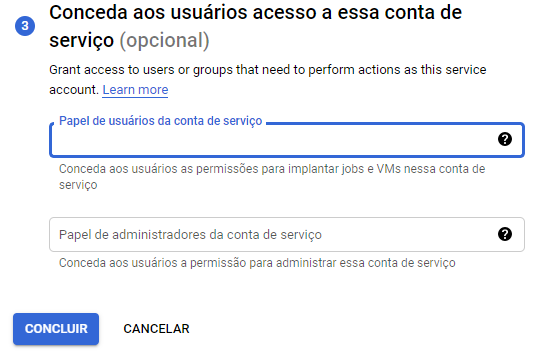 3
Conceda aos usuários acesso a essa conta de
serviço (opcional)
Grant access to users or groups that need to perform actions as this service
account. Learn more
Papel de usuários da conta de serviço
Conceda aos usuários as permissões para implantar jobs e VMs nessa conta de
serviço
Papel de administradores da conta de serviço
Conceda aos usuários a permissão para administrar essa conta de serviço
CONCLUIR CANCELAR